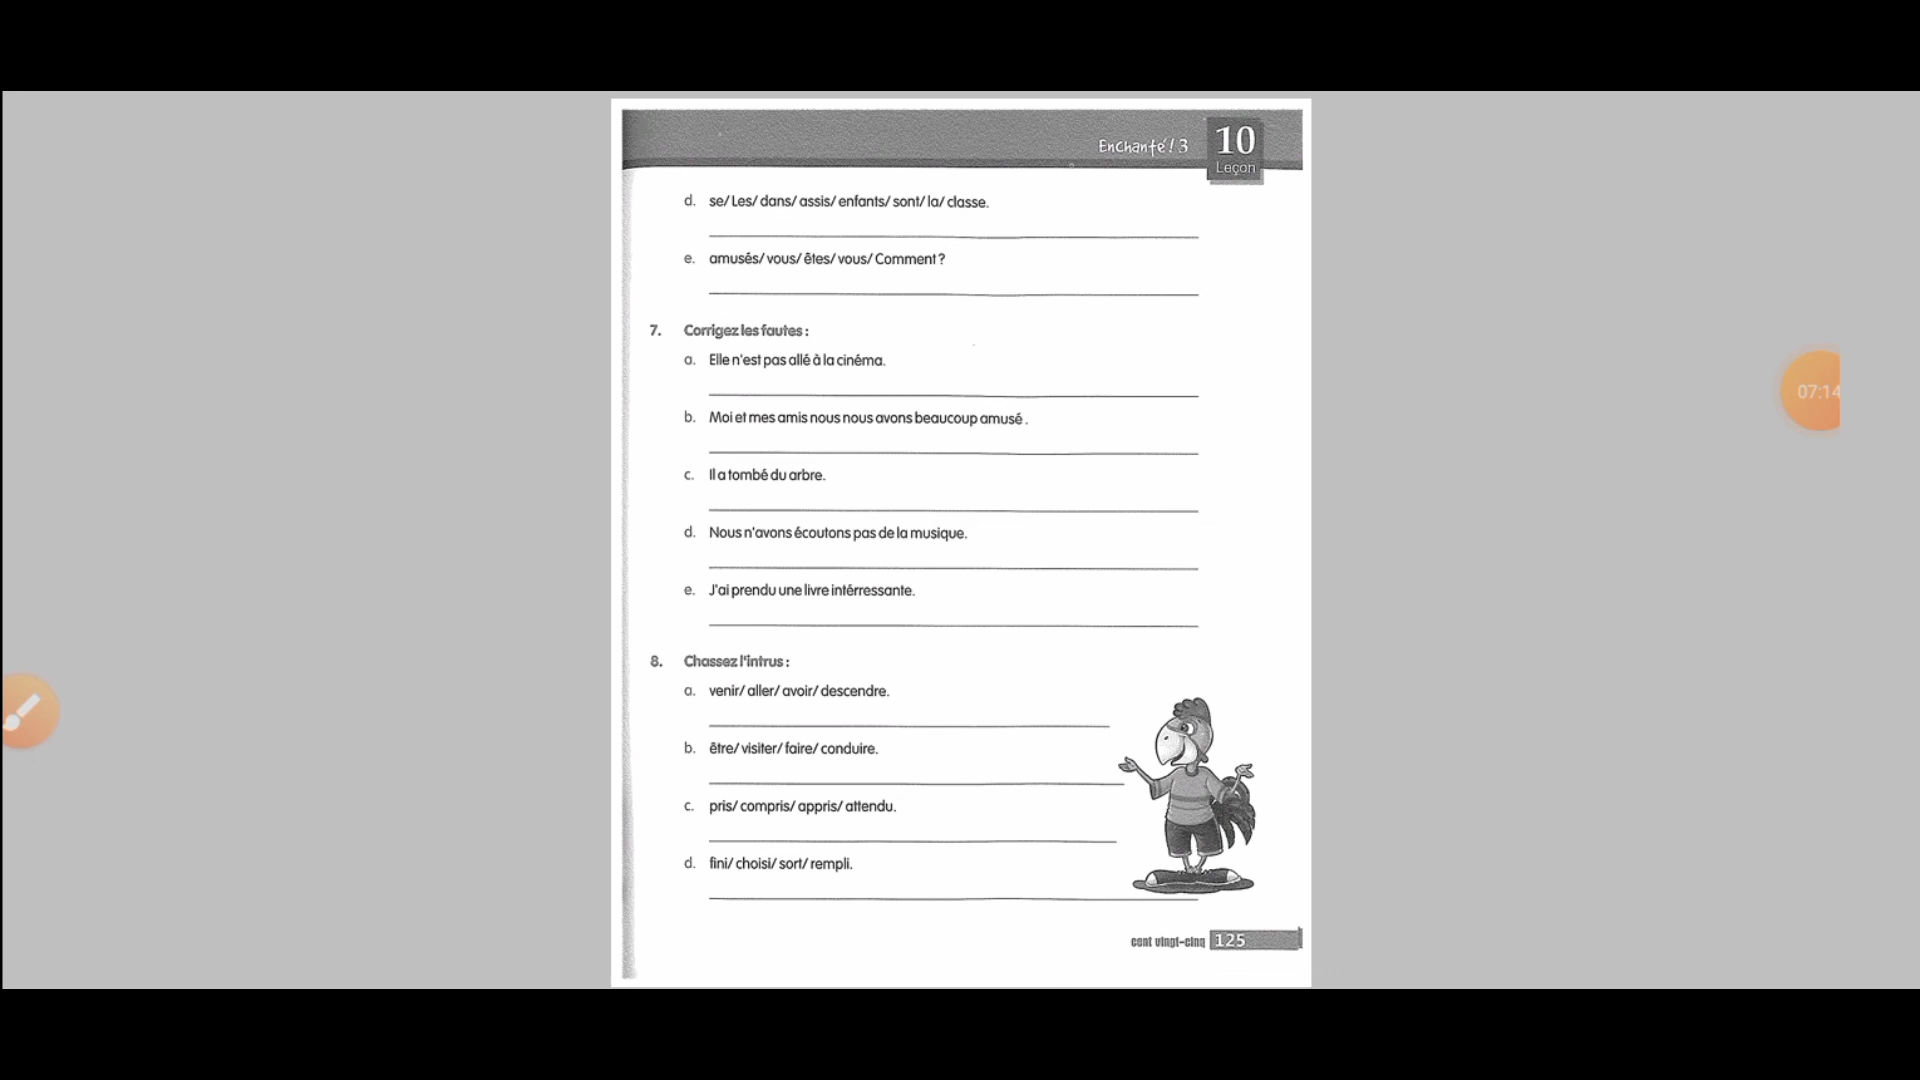 Enchanté! 3
10
Leçon
d. se/ Les/ dans/ assis/ enfants/ sont/ la/ classe.
e. amusés/ vous/ êtes/ vous/ Comment ?
7. Corrigez les fautes :
a. Elle n'est pas allé à la cinéma.
b. Moi et mes amis nous nous avons beaucoup amusé .
c. Il a tombé du arbre.
d. Nous n'avons écoutons pas de la musique.
e. J'ai prendu une livre intérressante.
8. Chassez l'intrus :
a. venir/ aller/ avoir/ descendre.
b. être/ visiter/ faire/ conduire.
c. pris/ compris/ appris/ attendu.
d. fini/ choisi/ sort/ rempli.
cent vingt-cinq 125
07:14